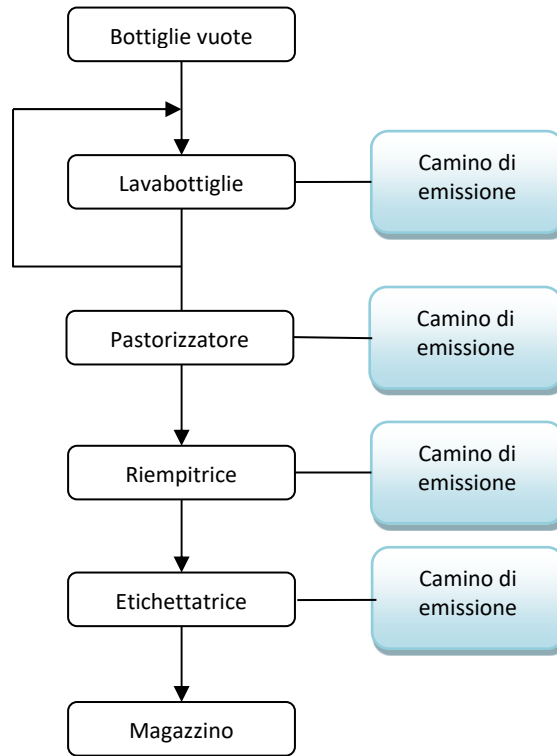 Bottiglie vuote
Lavabottiglie
Camino di
emissione
Pastorizzatore
Camino di
emissione
Riempitrice
Camino di
emissione
Etichettatrice
Camino di
emissione
Magazzino